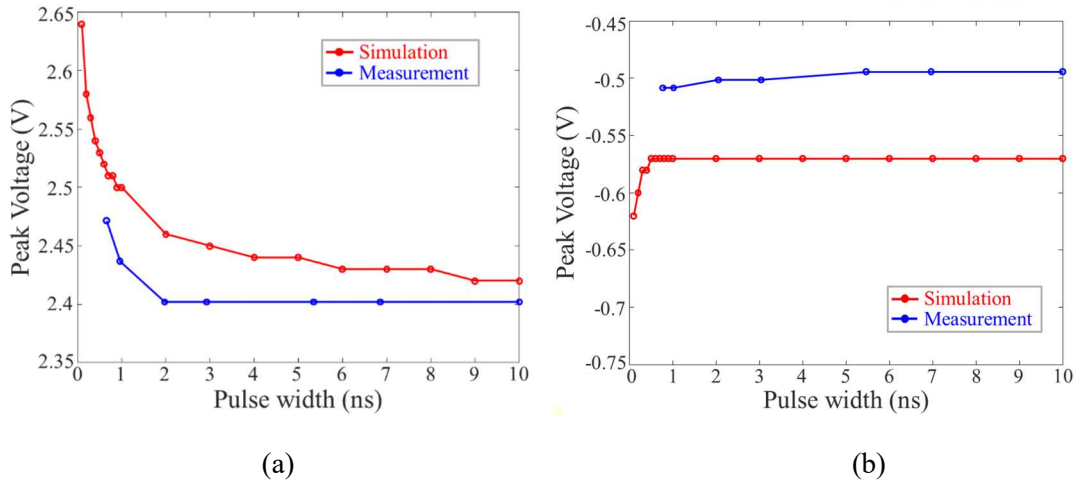 2.65
2.6
2.55
2.5
2.45
2.4
2.35
Peak Voltage (V)
Simulation
Measurement
0 1 2 3 4 5 6 7 8 9 10
Pulse width (ns)
(a)
-0.45
-0.5
-0.55
-0.6
-0.65
-0.7
-0.75
Peak Voltage (V)
Simulation
Measurement
0 1 2 3 4 5 6 7 8 9 10
Pulse width (ns)
(b)